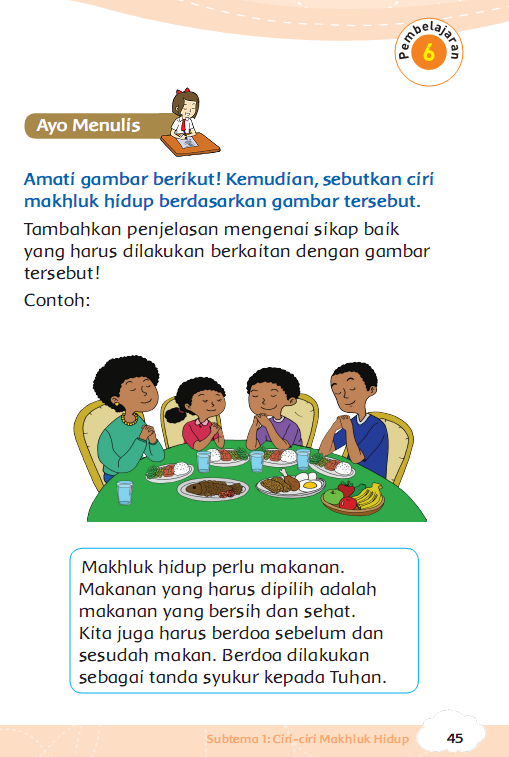 Pembelajaran
6
Ayo Menulis
Amati gambar berikut! Kemudian, sebutkan ciri
makhluk hidup berdasarkan gambar tersebut.
Tambahkan penjelasan mengenai sikap baik
yang harus dilakukan berkaitan dengan gambar
tersebut!
Contoh:
Makhluk hidup perlu makanan.
Makanan yang harus dipilih adalah
makanan yang bersih dan sehat.
Kita juga harus berdoa sebelum dan
sesudah makan. Berdoa dilakukan
sebagai tanda syukur kepada Tuhan.
Subtema 1: Ciri-ciri Makhluk Hidup
45